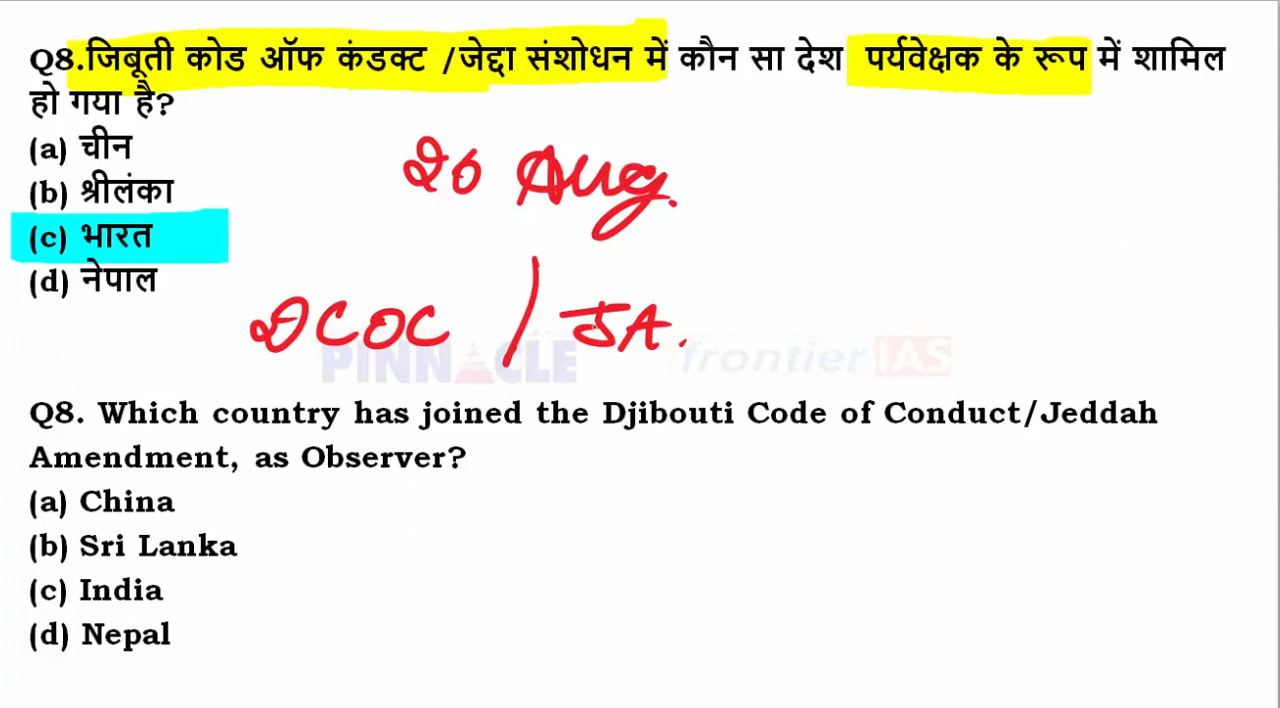 Q8.जिबूती कोड ऑफ कंडक्ट /जेद्दा संशोधन में कौन सा देश पर्यवेक्षक के रूप में शामिल
हो गया है?
(a) चीन
(b) श्रीलंका
(c) भारत
(d) नेपाल
26 Aug.
DCOC / JA.
PINNACLE frontier IAS
Q8. Which country has joined the Djibouti Code of Conduct/Jeddah
Amendment, as Observer?
(a) China
(b) Sri Lanka
(c) India
(d) Nepal